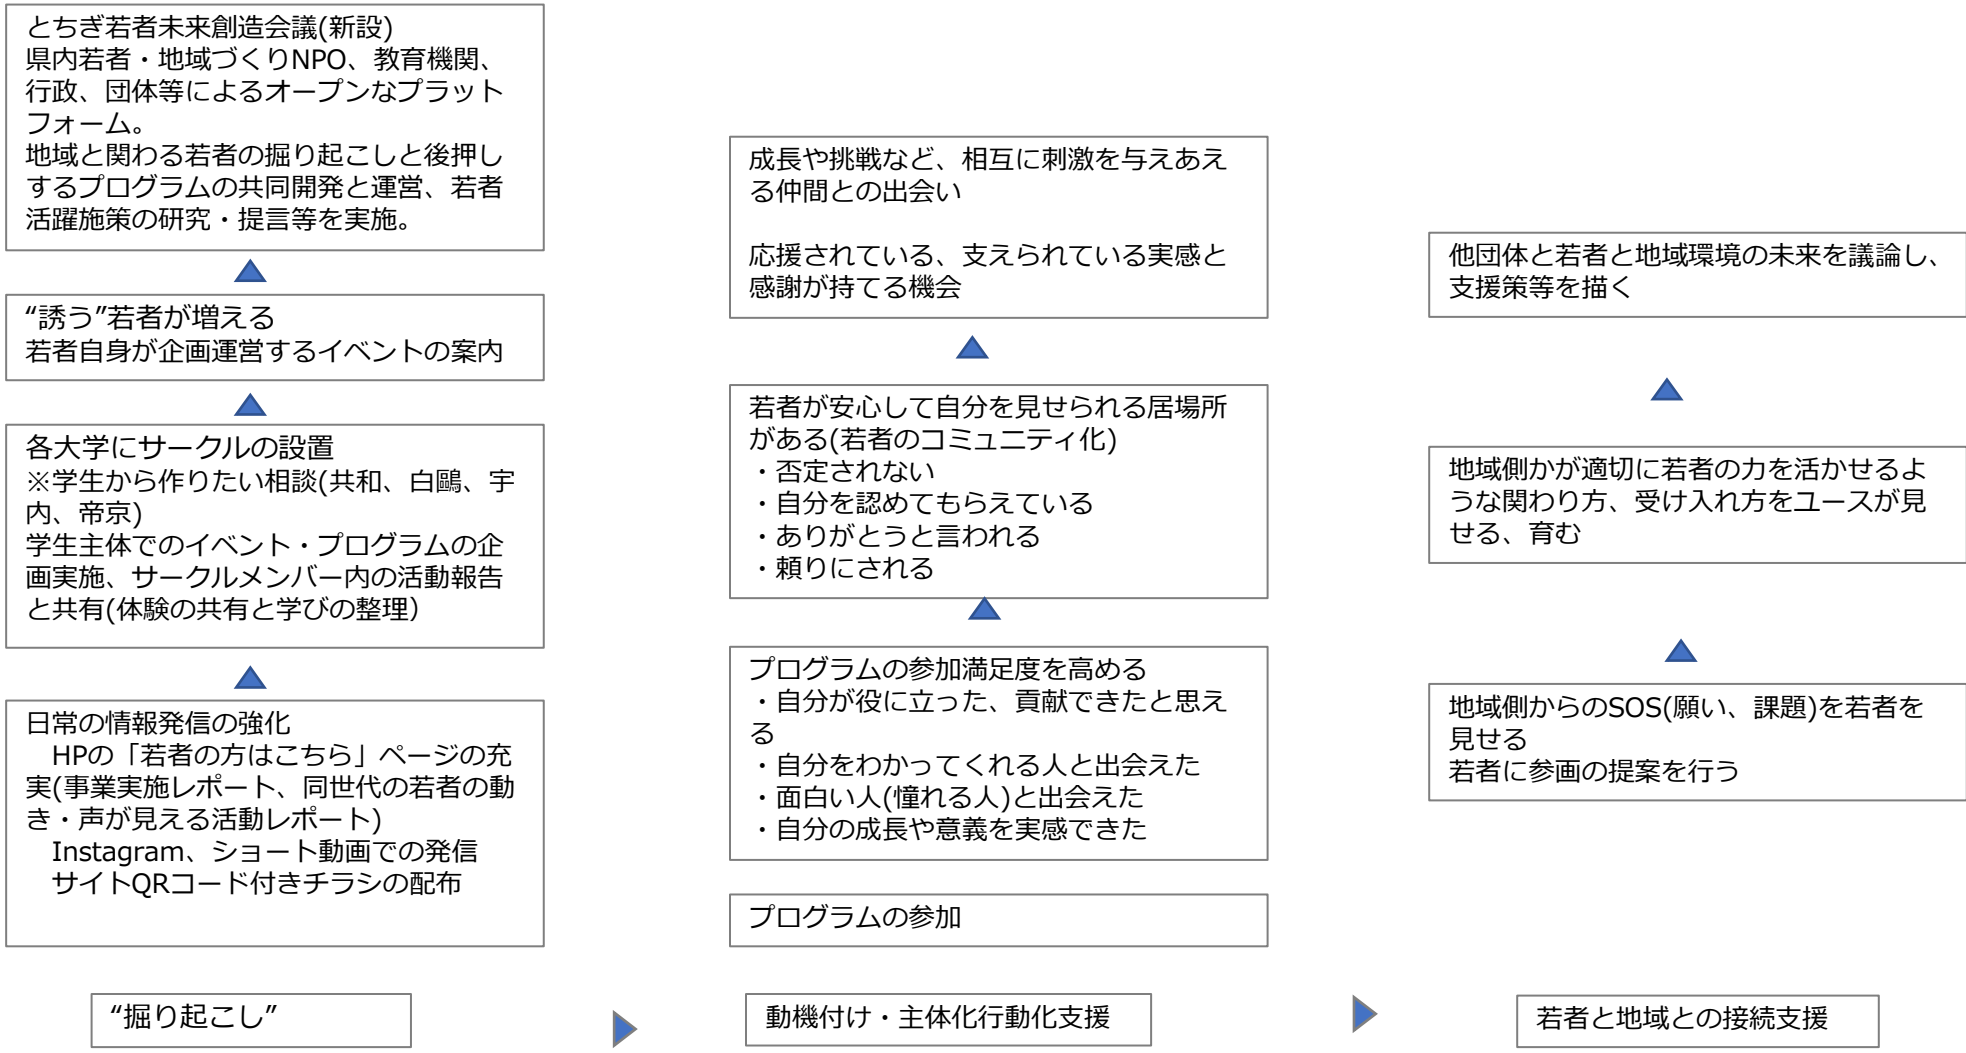 とちぎ若者未来創造会議(新設)
県内若者・地域づくりNPO、教育機関、
行政、団体等によるオープンなプラット
フォーム。
地域と関わる若者の掘り起こしと後押し
するプログラムの共同開発と運営、若者
活躍施策の研究・提言等を実施。
“誘う”若者が増える
若者自身が企画運営するイベントの案内
各大学にサークルの設置
※学生から作りたい相談(共和、白鷗、宇
内、帝京)
学生主体でのイベント・プログラムの企
画実施、サークルメンバー内の活動報告
と共有(体験の共有と学びの整理）
日常の情報発信の強化
　HPの「若者の方はこちら」ページの充
実(事業実施レポート、同世代の若者の動
き・声が見える活動レポート)
　Instagram、ショート動画での発信
　サイトQRコード付きチラシの配布
“掘り起こし”
成長や挑戦など、相互に刺激を与えあえ
る仲間との出会い
応援されている、支えられている実感と
感謝が持てる機会
若者が安心して自分を見せられる居場所
がある(若者のコミュニティ化)
・否定されない
・自分を認めてもらえている
・ありがとうと言われる
・頼りにされる
プログラムの参加満足度を高める
・自分が役に立った、貢献できたと思え
る
・自分をわかってくれる人と出会えた
・面白い人(憧れる人)と出会えた
・自分の成長や意義を実感できた
プログラムの参加
動機付け・主体化行動化支援
他団体と若者と地域環境の未来を議論し、
支援策等を描く
地域側かが適切に若者の力を活かせるよ
うな関わり方、受け入れ方をユースが見
せる、育む
地域側からのSOS(願い、課題)を若者を
見せる
若者に参画の提案を行う
若者と地域との接続支援